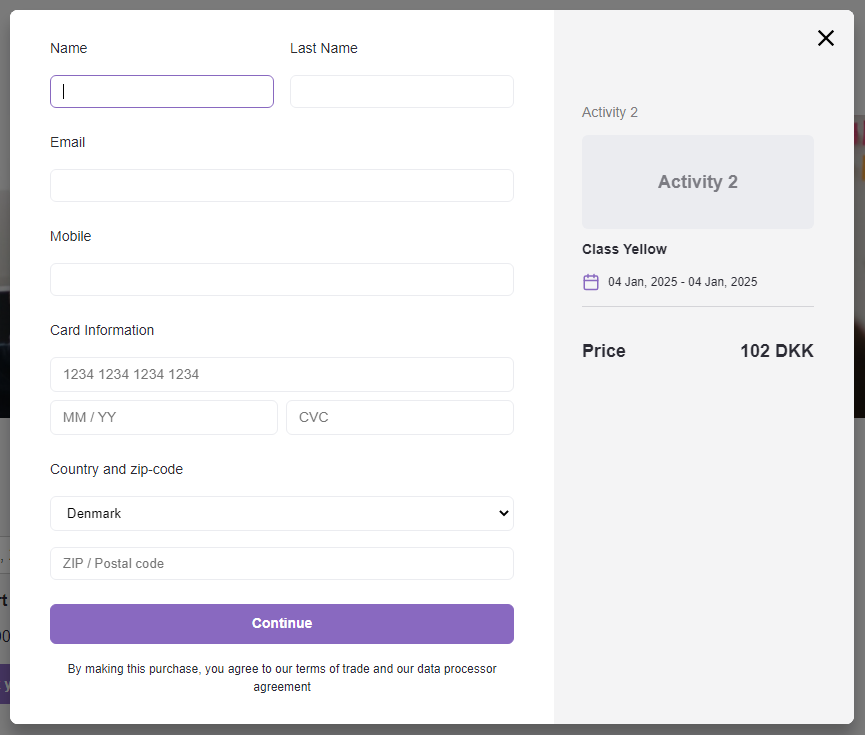 Name
Last Name
Email
Mobile
Card Information
1234 1234 1234 1234
MM / YY
CVC
Country and zip-code
Denmark
ZIP / Postal code
Continue
By making this purchase, you agree to our terms of trade and our data processor
agreement
Activity 2
Activity 2
Class Yellow
04 Jan, 2025 - 04 Jan, 2025
Price
102 DKK